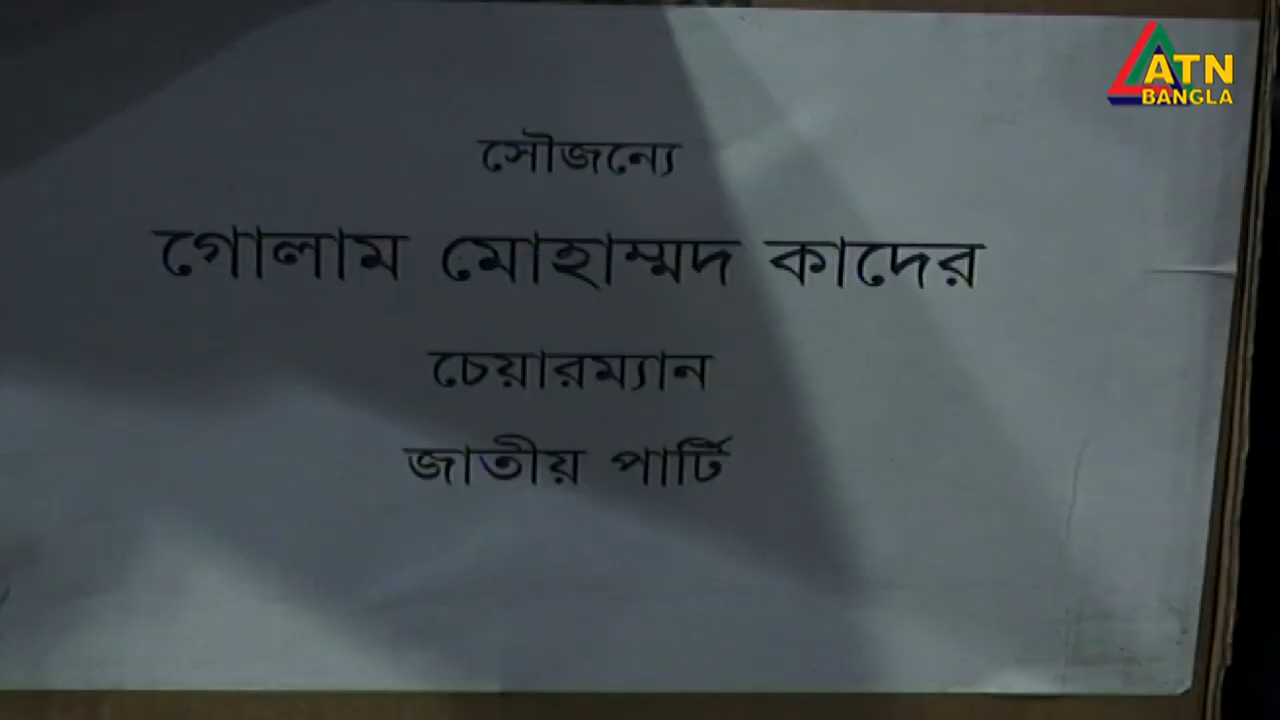 ATN
BANGLA
সৌজন্যে
গোলাম মোহাম্মদ কাদের
চেয়ারম্যান
জাতীয় পার্টি